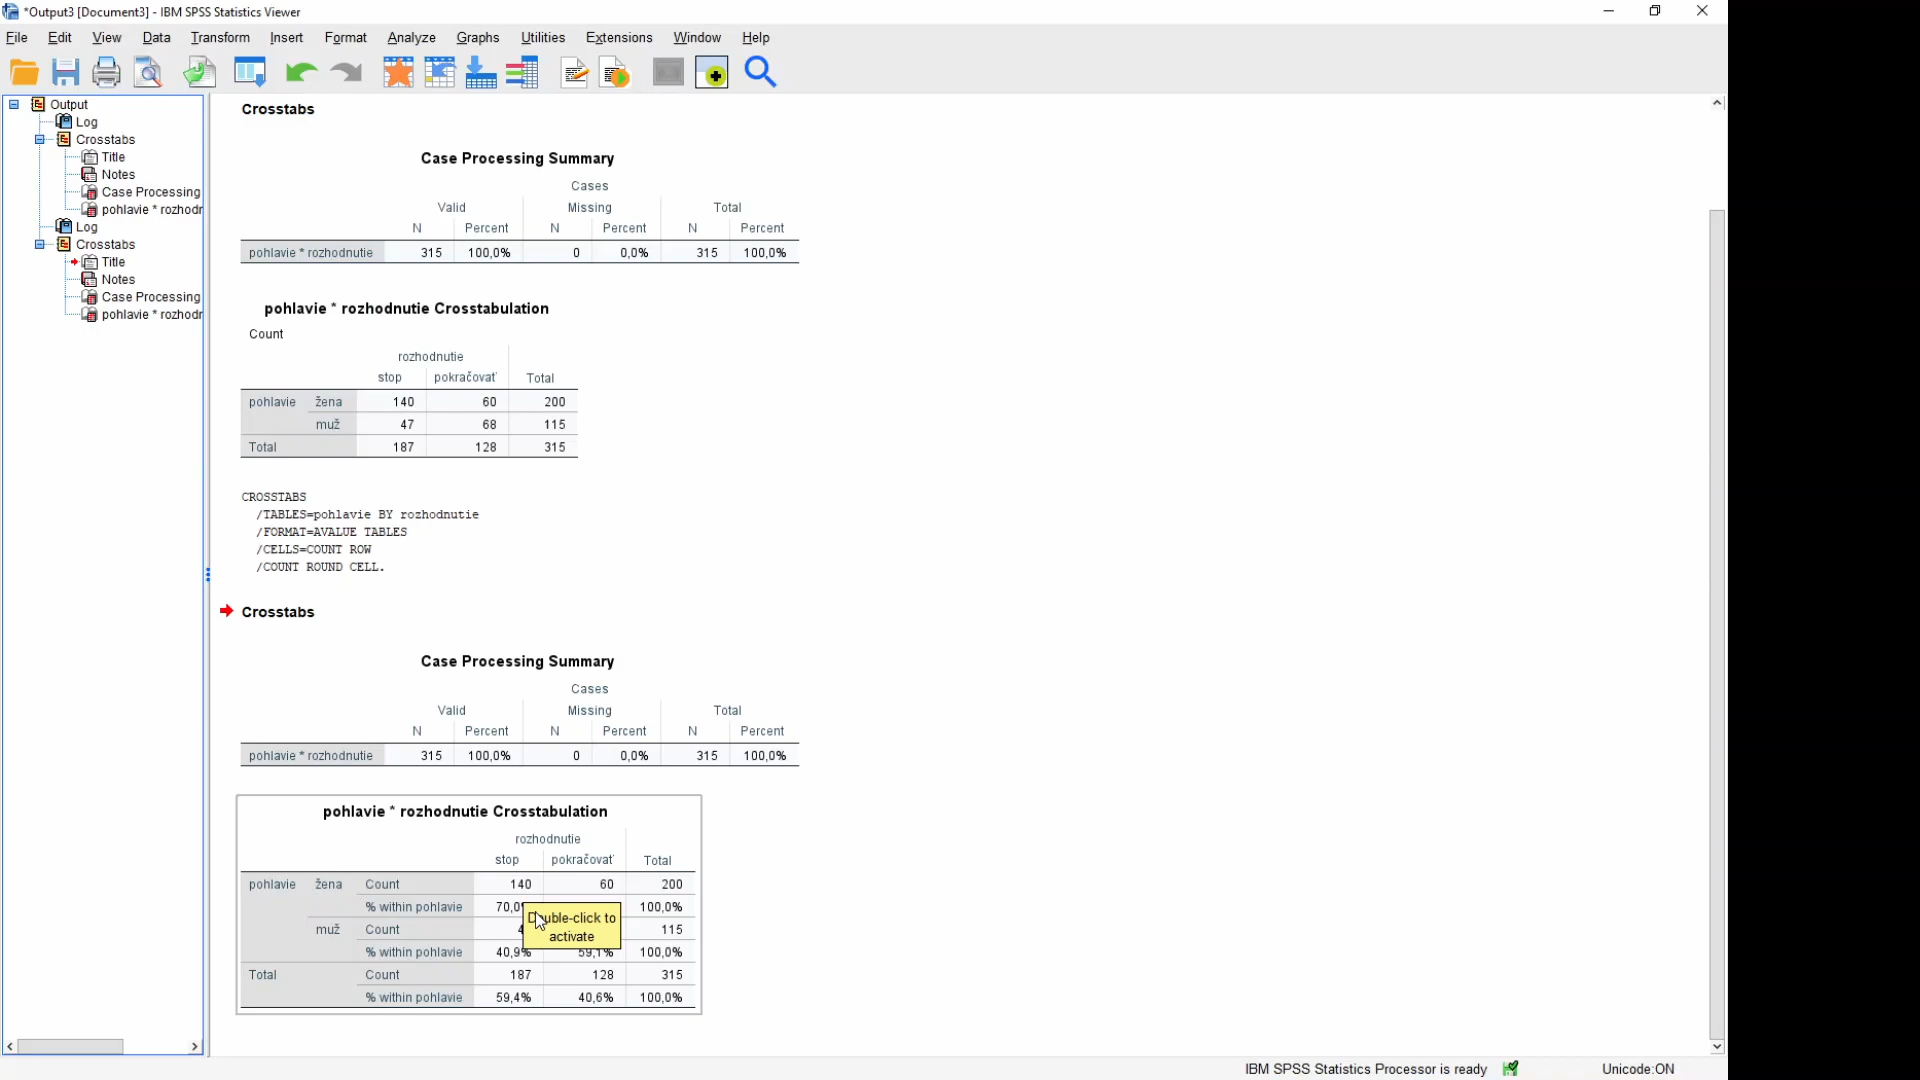 *Output3 [Document3] - IBM SPSS Statistics Viewer
File Edit View Data Transform Insert Format Analyze Graphs Utilities Extensions Window Help
Output
Log
Crosstabs
Title
Notes
Case Processing
pohlavie * rozhodr
Log
Crosstabs
Title
Notes
Case Processing
pohlavie * rozhodr
Crosstabs
Case Processing Summary
Cases
Valid Missing Total
N Percent N Percent N Percent
pohlavie * rozhodnutie 315 100,0% 0 0,0% 315 100,0%
pohlavie * rozhodnutie Crosstabulation
Count
rozhodnutie
stop pokračovať Total
pohlavie žena 140 60 200
muž 47 68 115
Total 187 128 315
CROSSTABS
/TABLES=pohlavie BY rozhodnutie
/FORMAT=AVALUE TABLES
/CELLS=COUNT ROW
/COUNT ROUND CELL.
Crosstabs
Case Processing Summary
Cases
Valid Missing Total
N Percent N Percent N Percent
pohlavie * rozhodnutie 315 100,0% 0 0,0% 315 100,0%
pohlavie * rozhodnutie Crosstabulation
rozhodnutie
stop pokračovať Total
pohlavie žena Count 140 60 200
% within pohlavie 70,0 100,0%
Double-click to
activate
muž Count 4 115
% within pohlavie 40,9% 59,1% 100,0%
Total Count 187 128 315
% within pohlavie 59,4% 40,6% 100,0%
IBM SPSS Statistics Processor is ready Unicode:ON